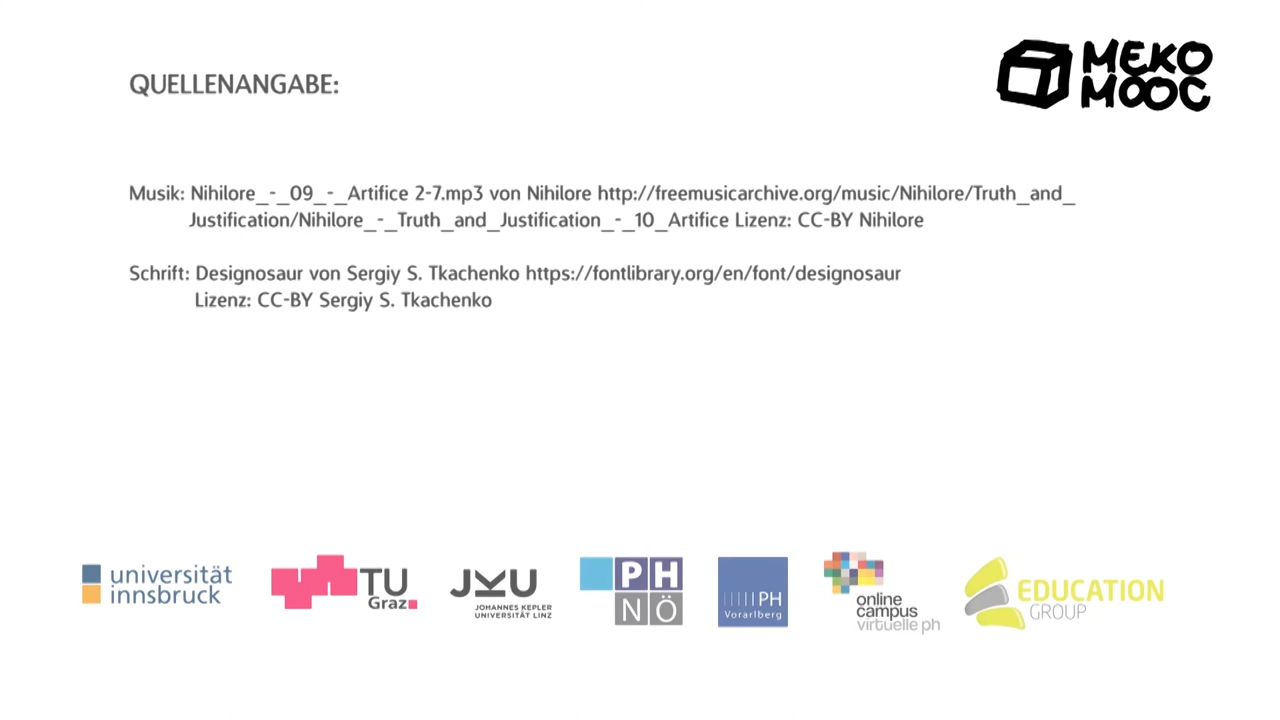 MEKO
MOOC
QUELLENANGABE:
Musik: Nihilore_-_09_-_Artifice 2-7.mp3 von Nihilore http://freemusicarchive.org/music/Nihilore/Truth_and_
Justification/Nihilore_-_Truth_and_Justification_-_10_Artifice Lizenz: CC-BY Nihilore
Schrift: Designosaur von Sergiy S. Tkachenko https://fontlibrary.org/en/font/designosaur
Lizenz: CC-BY Sergiy S. Tkachenko
universität
innsbruck
TU
Graz
JKU
JOHANNES KEPLER
UNIVERSITÄT LINZ
PH
NÖ
PH
Vorarlberg
online
campus
virtuelle ph
EDUCATION
GROUP